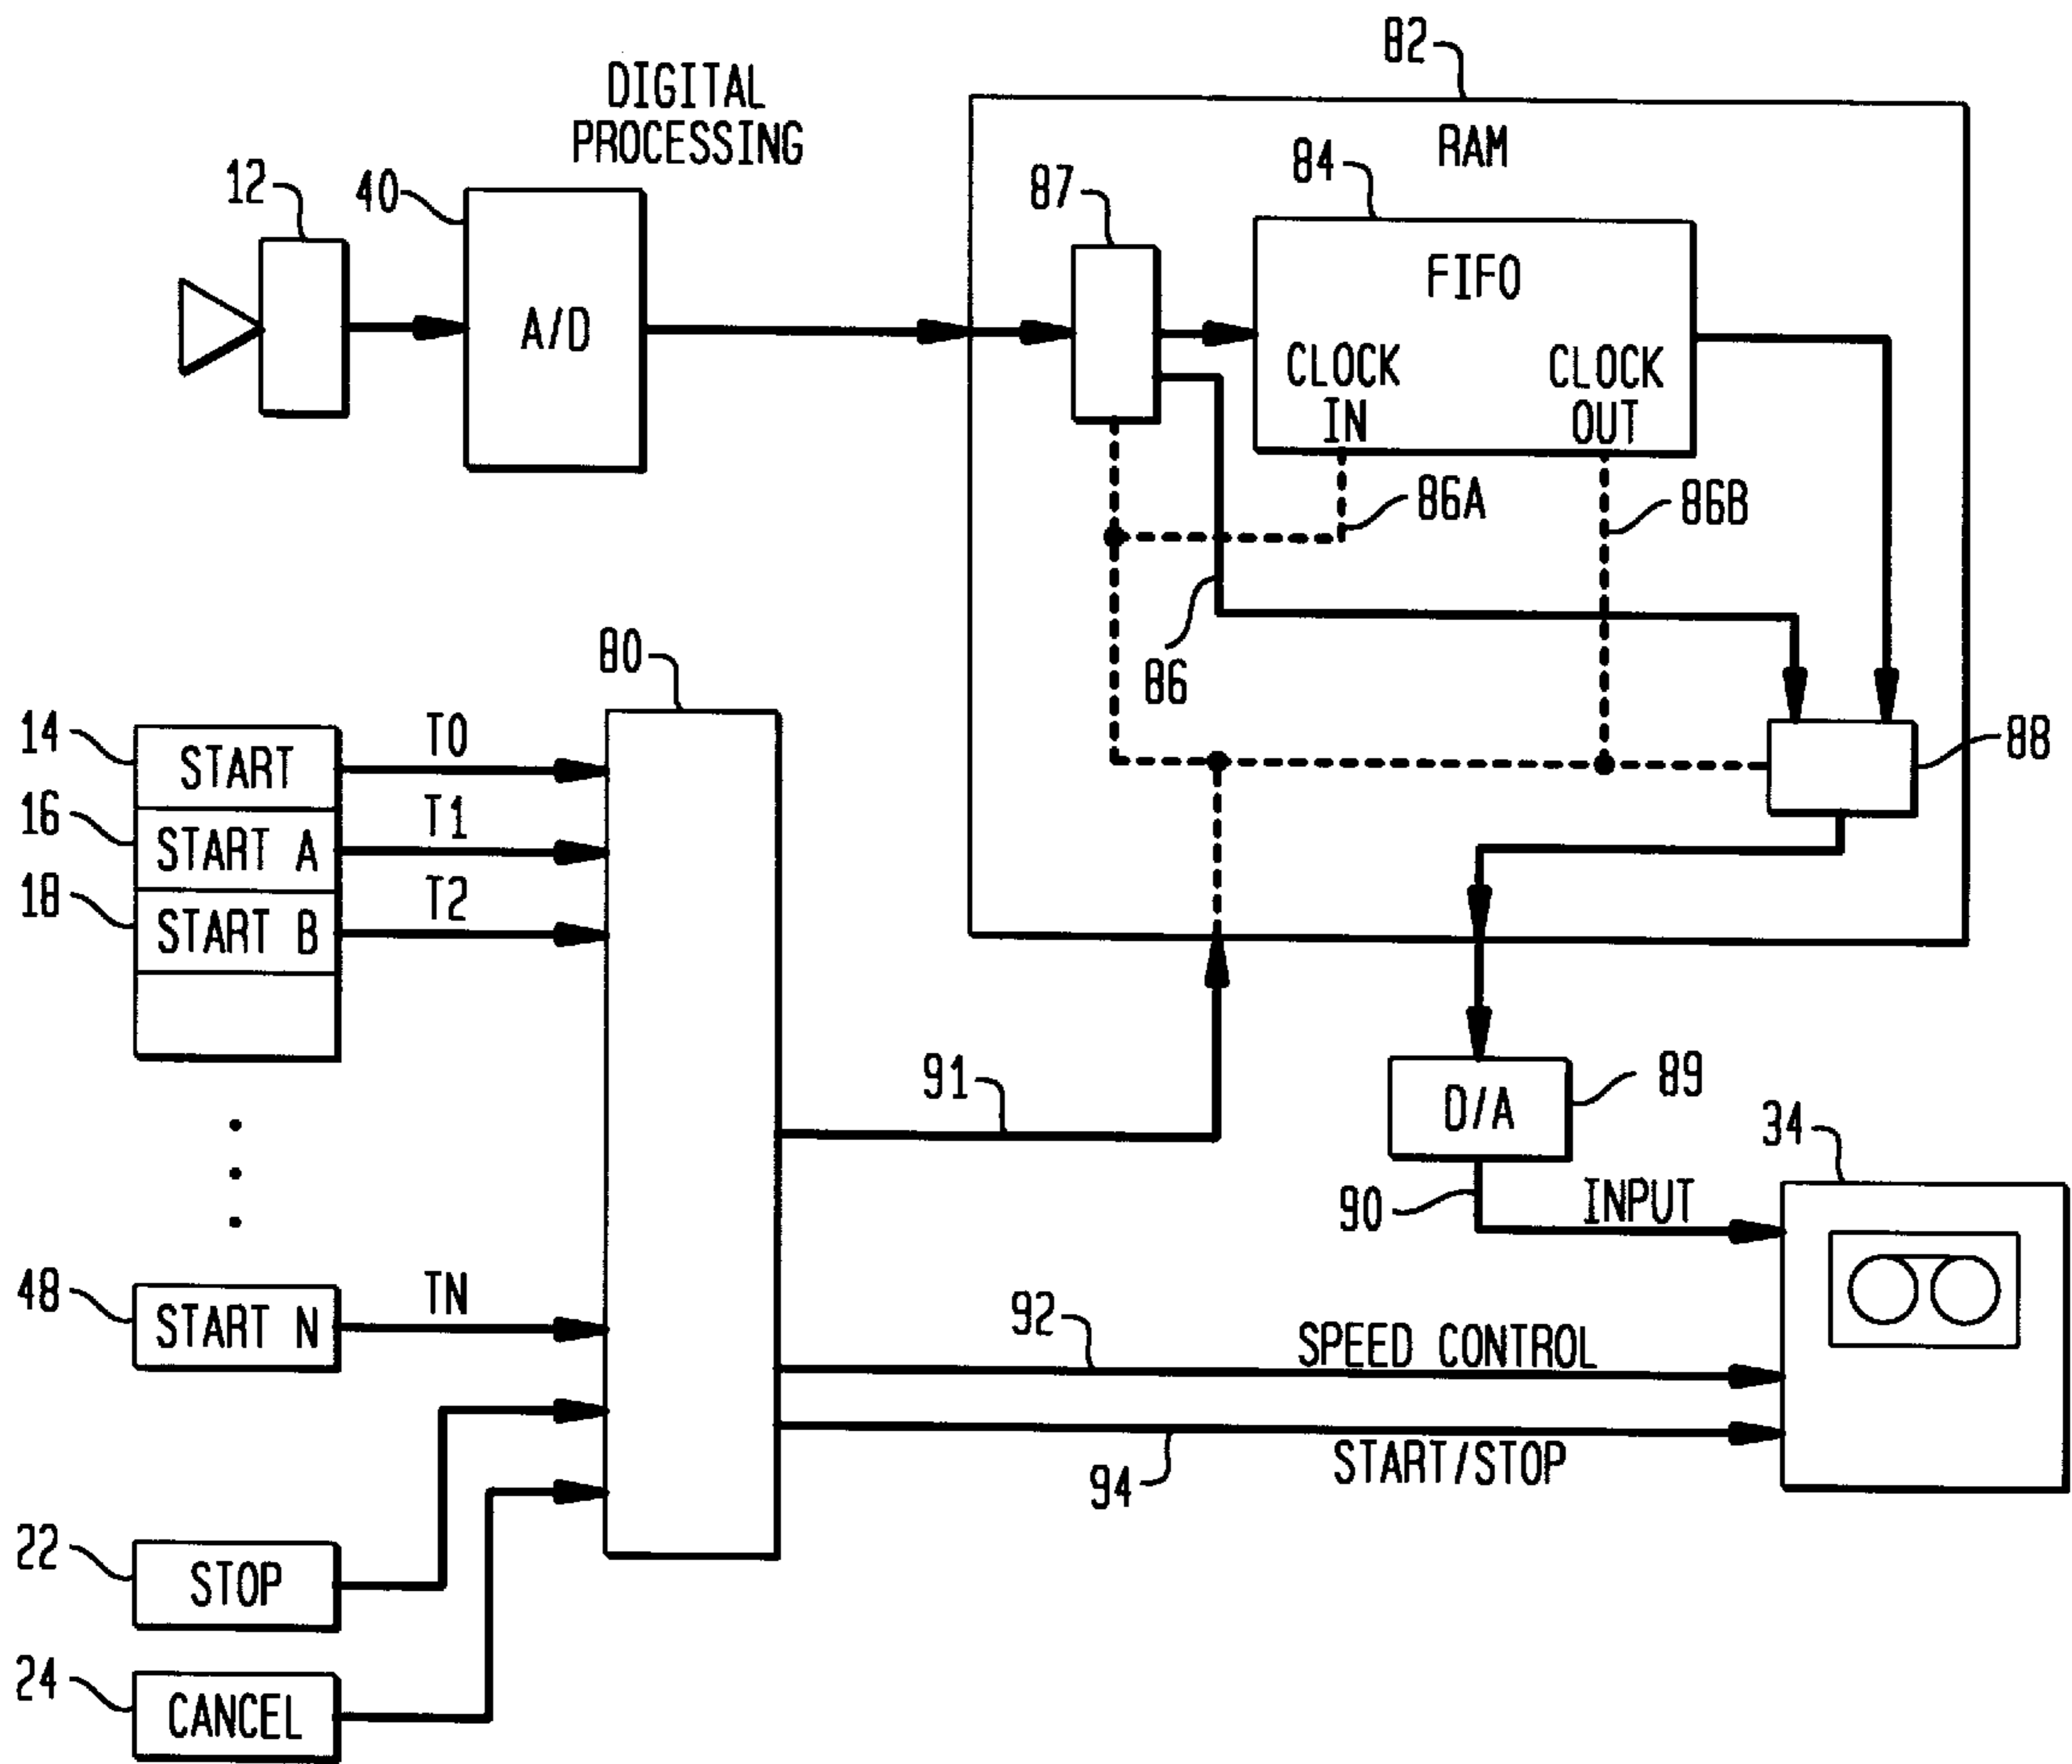 DIGITAL
PROCESSING
82
RAM
12
40
87
84
A/D
FIFO
CLOCK
IN
CLOCK
OUT
86A
86B
86
88
80
14
START
T0
16
START A
T1
18
START B
T2
91
D/A
89
34
90
INPUT
48
START N
TN
92
SPEED CONTROL
94
START/STOP
22
STOP
24
CANCEL